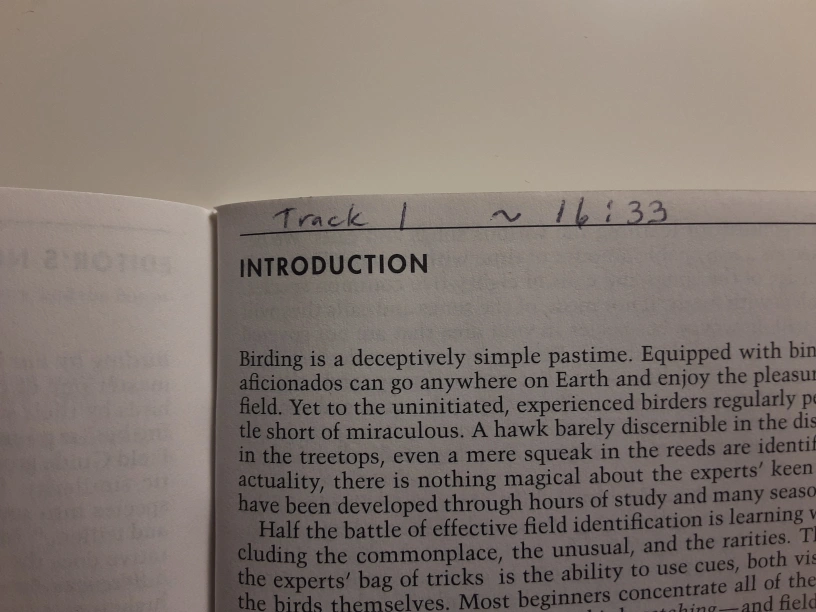 Track 1 ~ 16:33
INTRODUCTION
Birding is a deceptively simple pastime. Equipped with bin
aficionados can go anywhere on Earth and enjoy the pleasur
field. Yet to the uninitiated, experienced birders regularly pe
tle short of miraculous. A hawk barely discernible in the dis
in the treetops, even a mere squeak in the reeds are identif
actuality, there is nothing magical about the experts' keen
have been developed through hours of study and many seaso
Half the battle of effective field identification is learning w
cluding the commonplace, the unusual, and the rarities. Th
the experts' bag of tricks is the ability to use cues, both vis
the birds themselves. Most beginners concentrate all of the
—and field